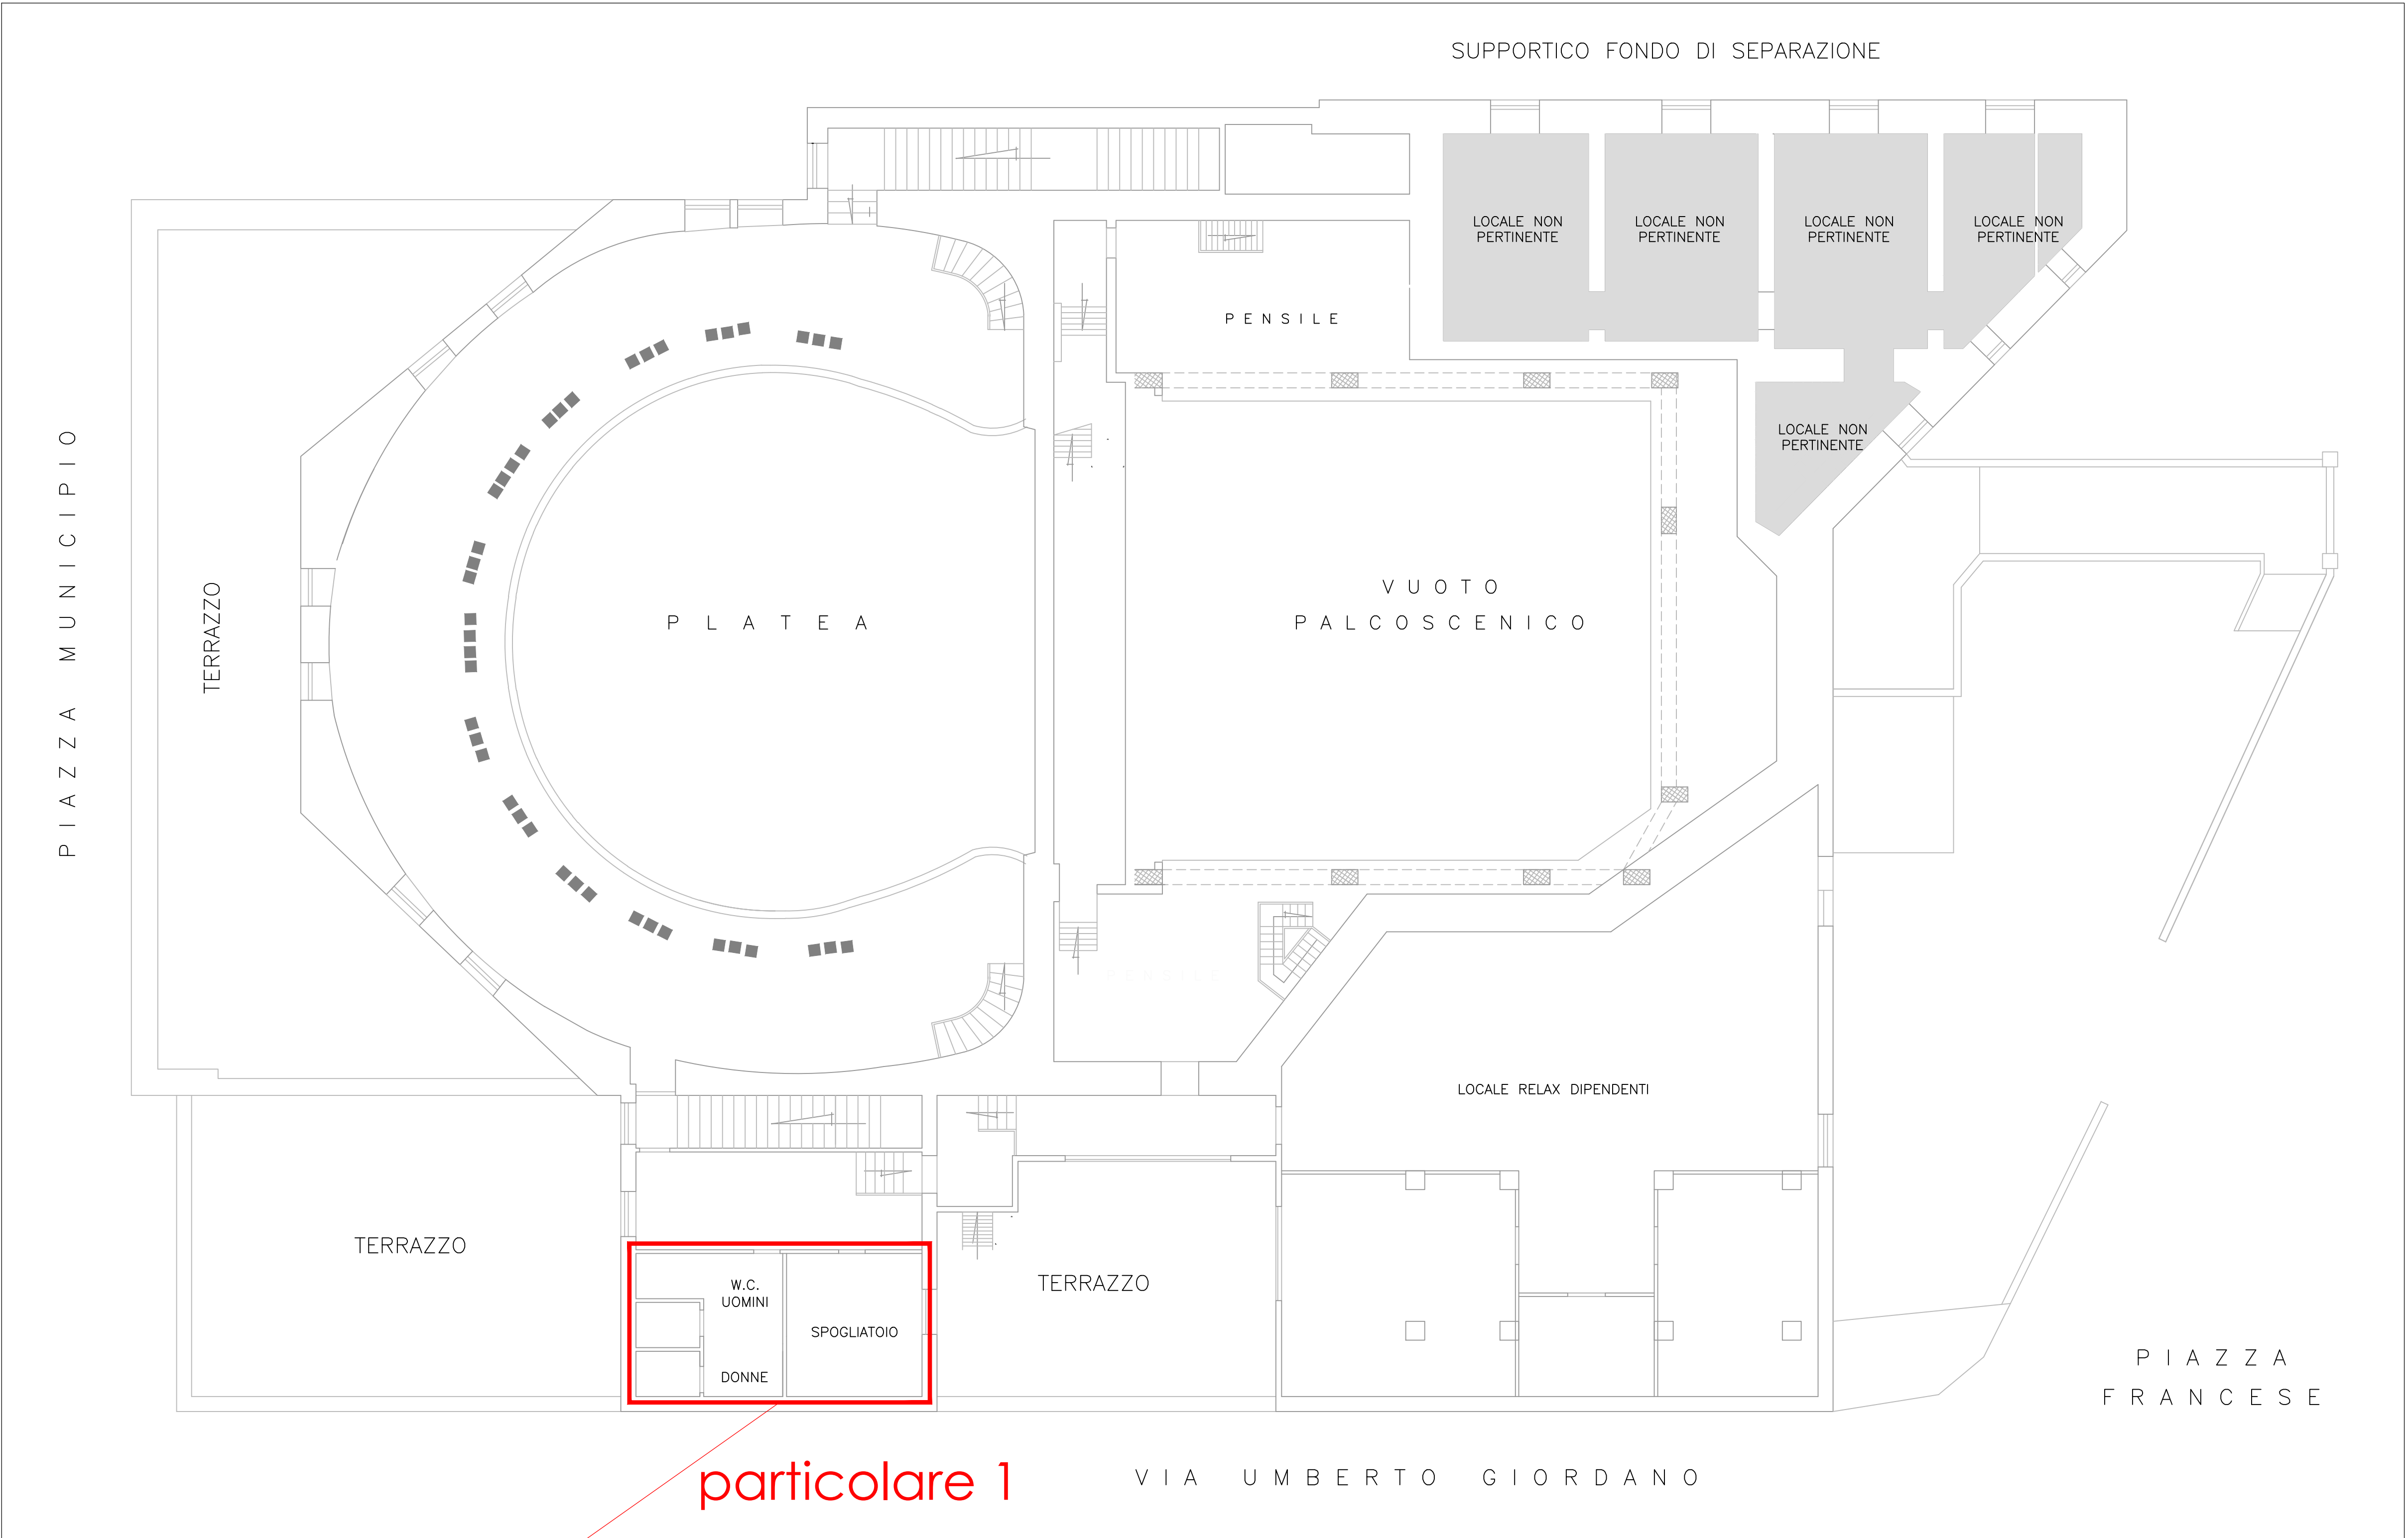 SUPPORTICO FONDO DI SEPARAZIONE
LOCALE NON
PERTINENTE
LOCALE NON
PERTINENTE
LOCALE NON
PERTINENTE
LOCALE NON
PERTINENTE
PENSILE
LOCALE NON
PERTINENTE
PIAZZA MUNICIPIO
TERRAZZO
PLATEA
VUOTO
PALCOSCENICO
LOCALE RELAX DIPENDENTI
TERRAZZO
W.C.
UOMINI
SPOGLIATOIO
DONNE
TERRAZZO
PIAZZA
FRANCESE
particolare 1
VIA UMBERTO GIORDANO